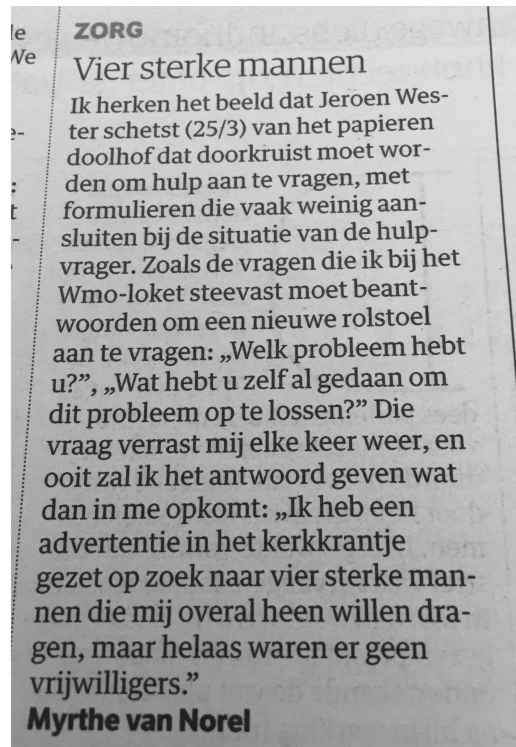 le
We
e-
:
t
-
ZORG
Vier sterke mannen
Ik herken het beeld dat Jeroen Wes-
ter schetst (25/3) van het papieren
doolhof dat doorkruist moet wor-
den om hulp aan te vragen, met
formulieren die vaak weinig aan-
sluiten bij de situatie van de hulp-
vrager. Zoals de vragen die ik bij het
Wmo-loket steevast moet beant-
woorden om een nieuwe rolstoel
aan te vragen: „Welk probleem hebt
u?”, „Wat hebt u zelf al gedaan om
dit probleem op te lossen?” Die
vraag verrast mij elke keer weer, en
ooit zal ik het antwoord geven wat
dan in me opkomt: „Ik heb een
advertentie in het kerkkrantje
gezet op zoek naar vier sterke man-
nen die mij overal heen willen dra-
gen, maar helaas waren er geen
vrijwilligers.”
Myrthe van Norel